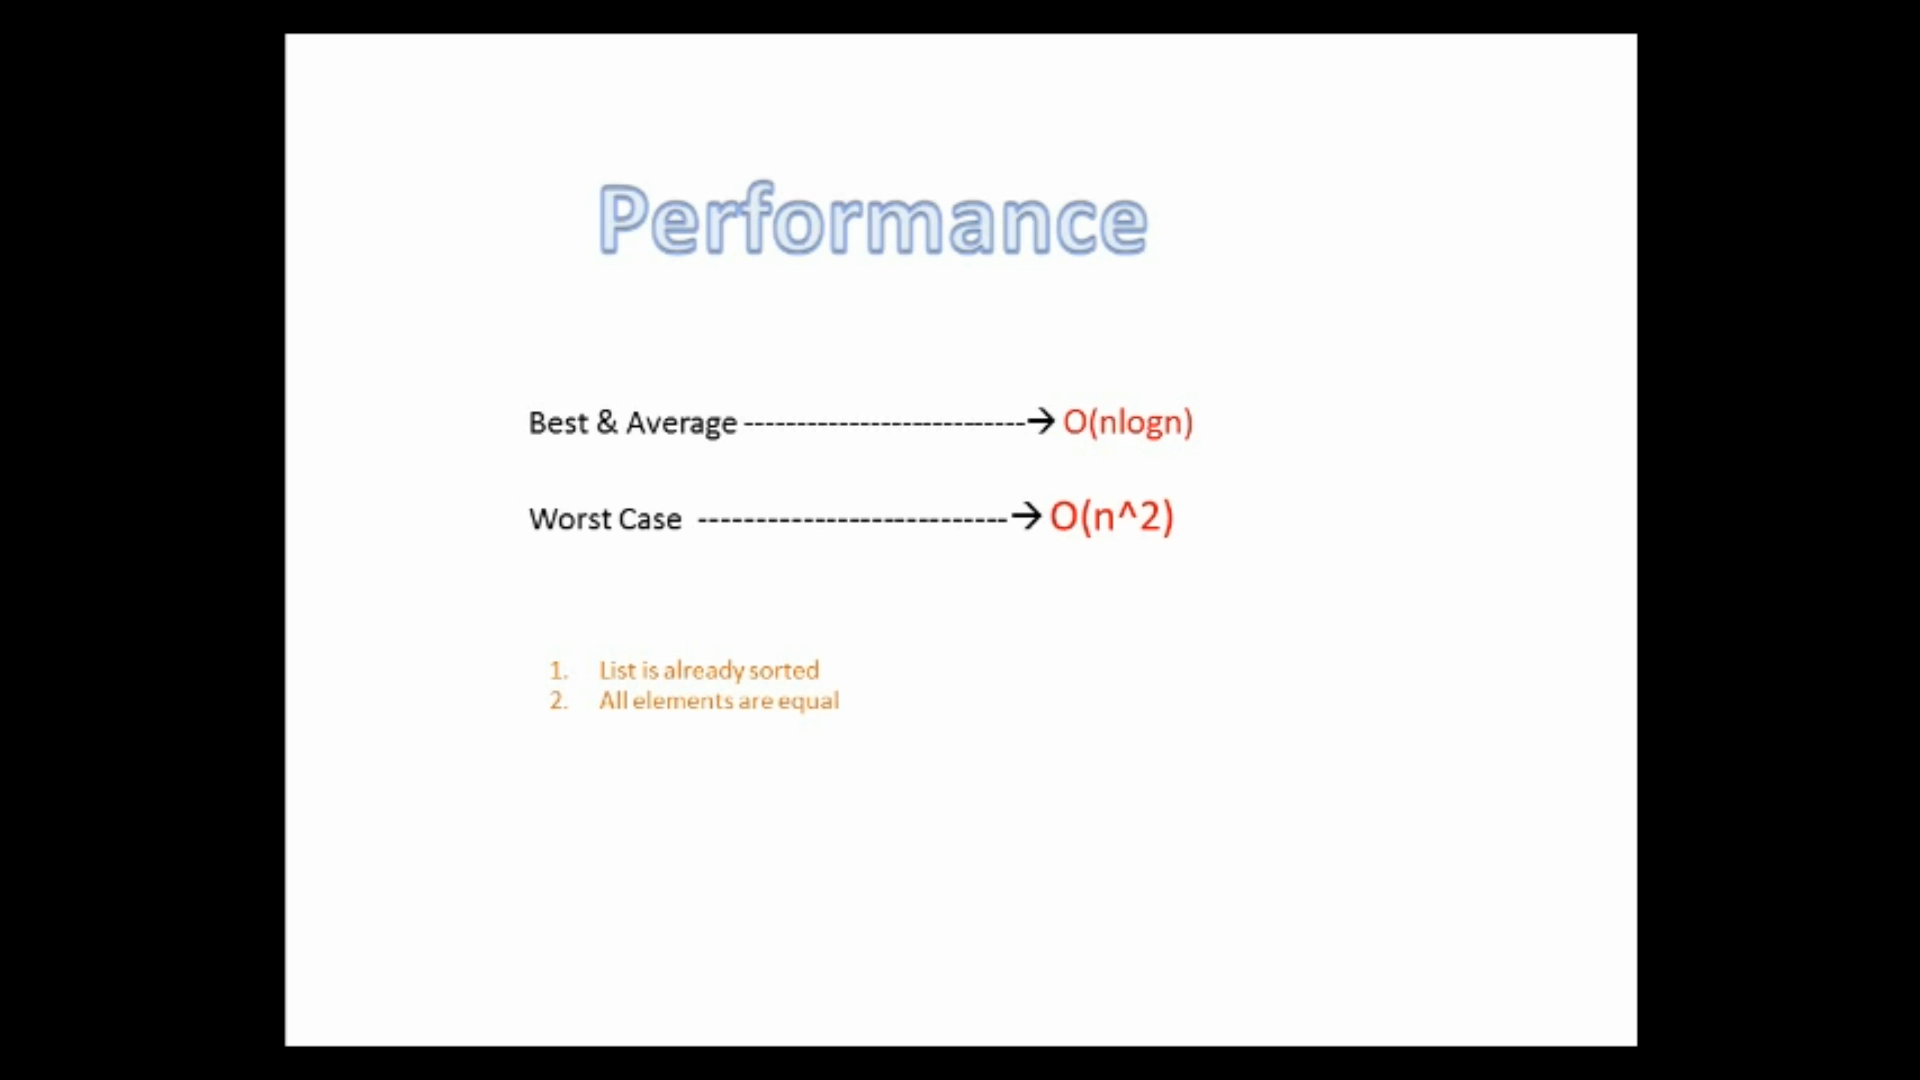 Performance
Best & Average --------------------------→ O(nlogn)
Worst Case ---------------------------→ O(n^2)
1. List is already sorted
2. All elements are equal